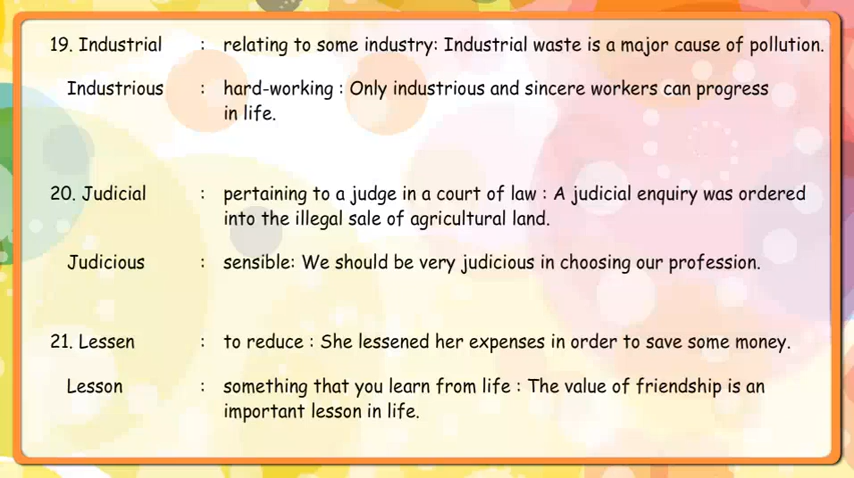 19. Industrial : relating to some industry: Industrial waste is a major cause of pollution.
Industrious : hard-working : Only industrious and sincere workers can progress
in life.
20. Judicial : pertaining to a judge in a court of law : A judicial enquiry was ordered
into the illegal sale of agricultural land.
Judicious : sensible: We should be very judicious in choosing our profession.
21. Lessen : to reduce : She lessened her expenses in order to save some money.
Lesson : something that you learn from life : The value of friendship is an
important lesson in life.